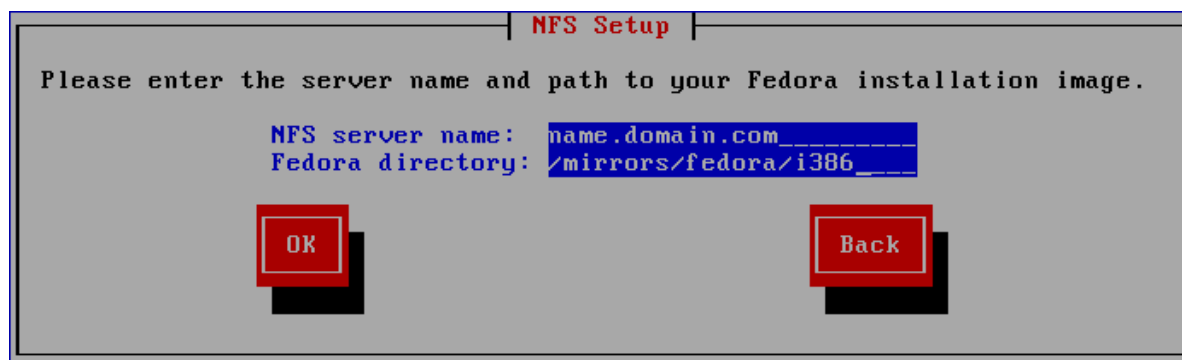 NFS Setup
Please enter the server name and path to your Fedora installation image.
NFS server name: name.domain.com_________
Fedora directory: /mirrors/fedora/i386____
OK Back